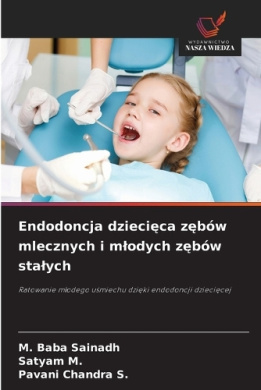 WYDAWNICTWO
NASZA WIEDZA
Endodoncja dziecięca zębów
mlecznych i młodych zębów
stałych
Ratowanie młodego uśmiechu dzięki endodoncji dziecięcej
M. Baba Sainadh
Satyam M.
Pavani Chandra S.